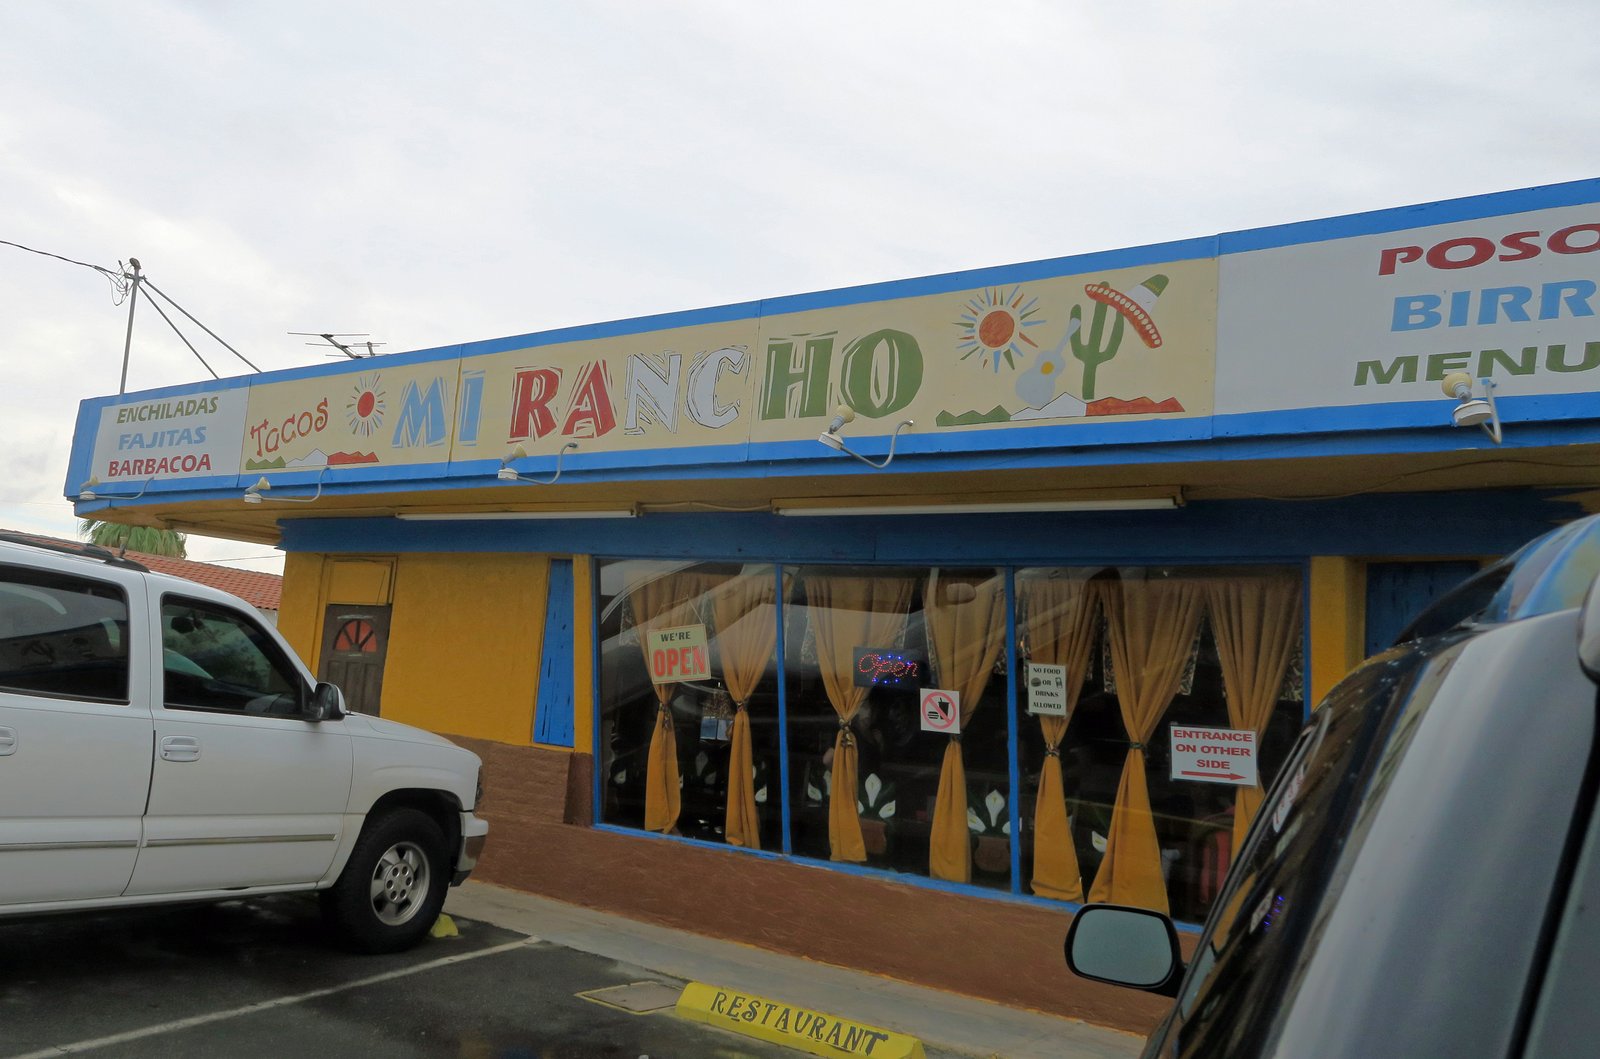 ENCHILADAS
FAJITAS
BARBACOA
TACOS
MI RANCHO
POSO
BIRR
MENU
WE'RE
OPEN
Open
NO FOOD
OR
DRINKS
ALLOWED
ENTRANCE
ON OTHER
SIDE
RESTAURANT